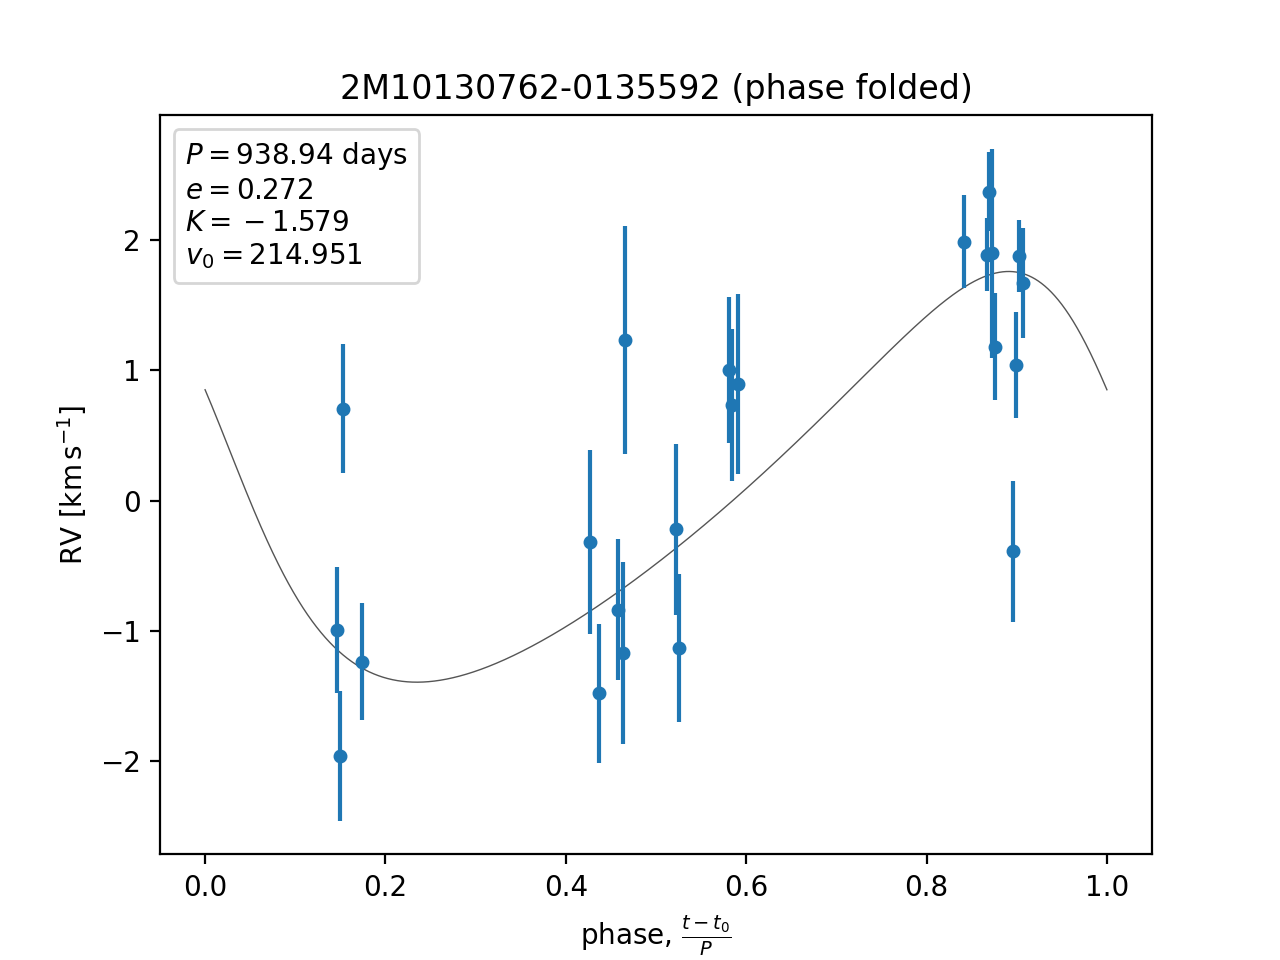 2M10130762-0135592 (phase folded)
P = 938.94 days
e = 0.272
K = −1.579
v₀ = 214.951
RV [km s⁻¹]
2
1
0
−1
−2
0.0 0.2 0.4 0.6 0.8 1.0
phase, (t − t₀)/P